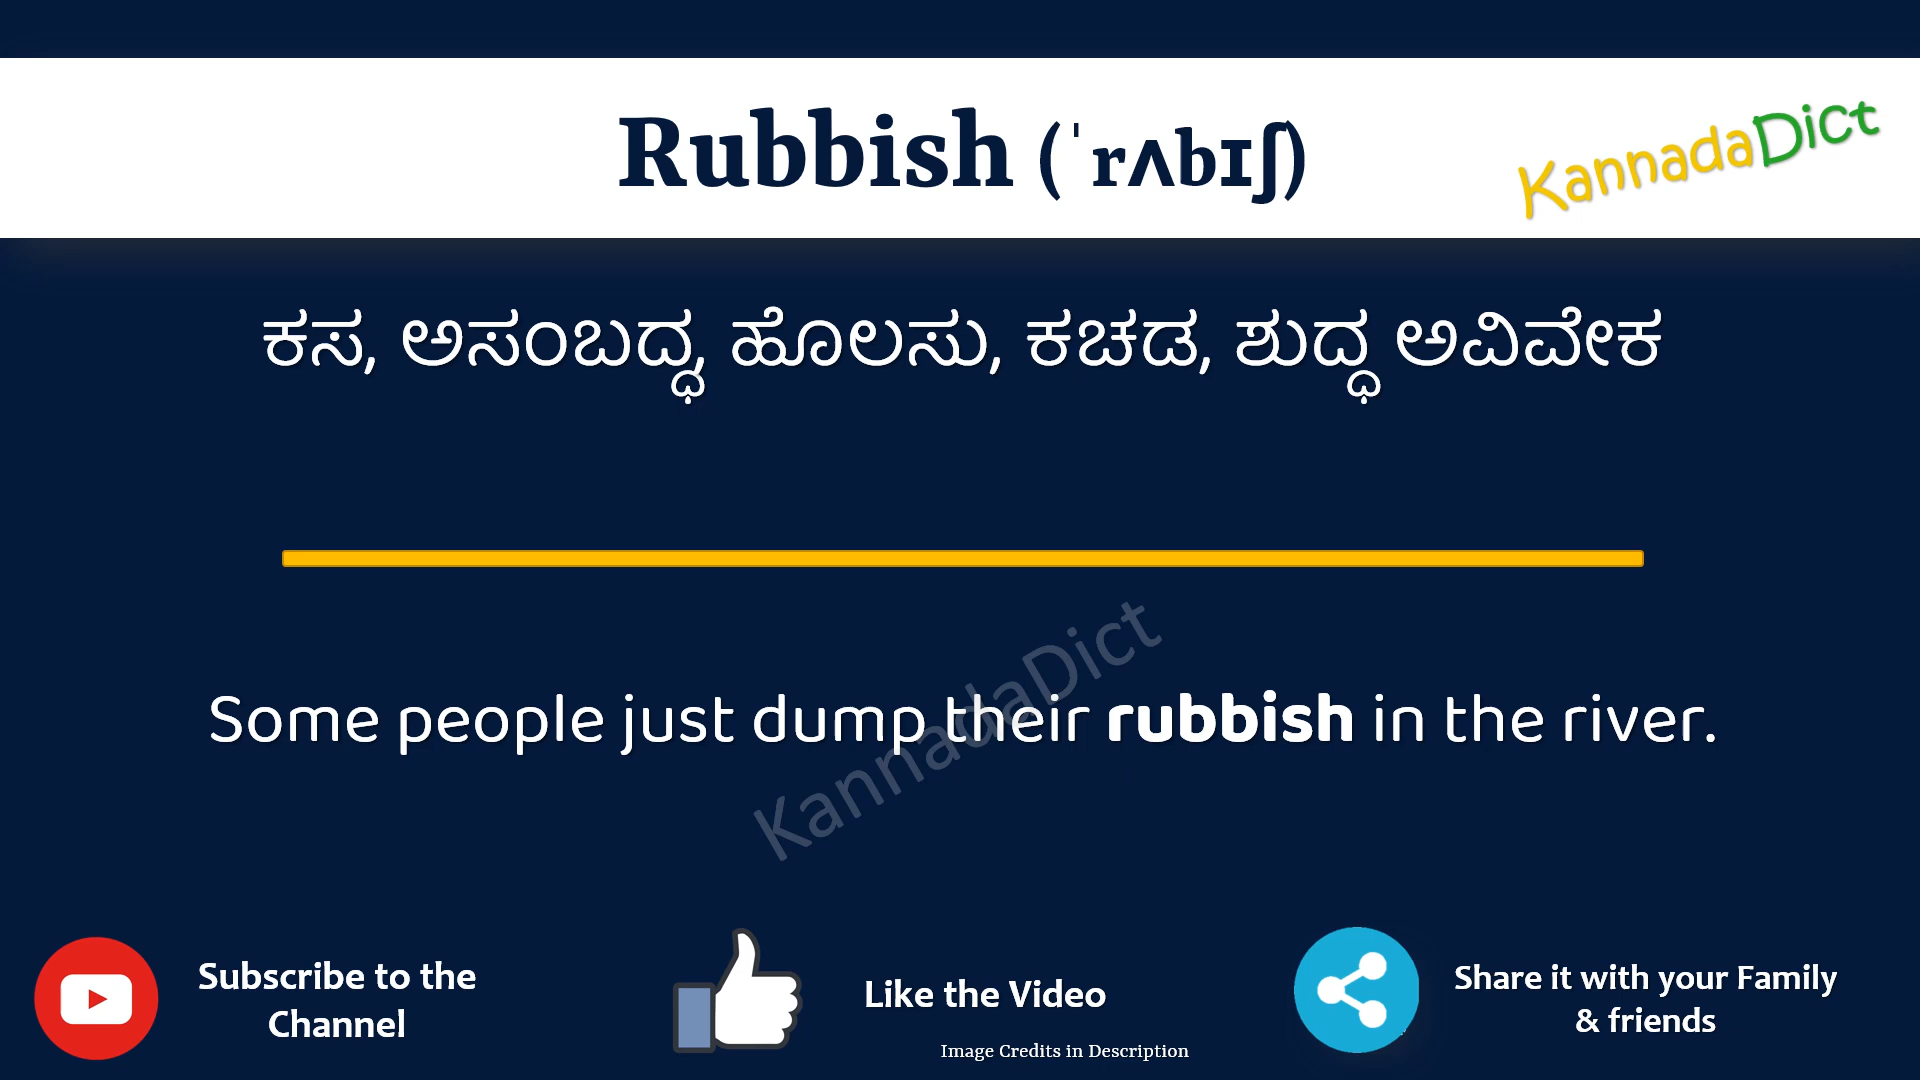 Rubbish (ˈrʌbɪʃ)
KannadaDict
ಕಸ, ಅಸಂಬದ್ಧ, ಹೊಲಸು, ಕಚಡ, ಶುದ್ಧ ಅವಿವೇಕ
Some people just dump their rubbish in the river.
KannadaDict
Subscribe to the
Channel
Like the Video
Share it with your Family
& friends
Image Credits in Description